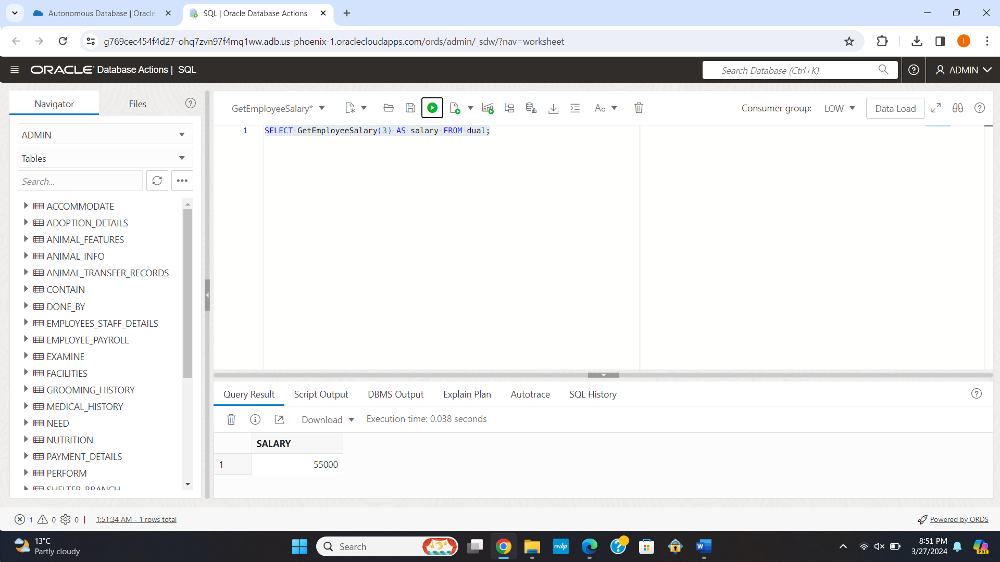 Autonomous Database | Oracle
SQL | Oracle Database Actions
g769cec454f4d27-ohq7zvn97f4mq1ww.adb.us-phoenix-1.oraclecloudapps.com/ords/admin/_sdw/?nav=worksheet
I
ORACLE Database Actions | SQL
Search Database (Ctrl+K)
ADMIN
Navigator
Files
GetEmployeeSalary*
Aa
Consumer group:
LOW
Data Load
ADMIN
Tables
Search...
1
SELECT GetEmployeeSalary(3) AS salary FROM dual;
ACCOMMODATE
ADOPTION_DETAILS
ANIMAL_FEATURES
ANIMAL_INFO
ANIMAL_TRANSFER_RECORDS
CONTAIN
DONE_BY
EMPLOYEES_STAFF_DETAILS
EMPLOYEE_PAYROLL
EXAMINE
FACILITIES
GROOMING_HISTORY
MEDICAL_HISTORY
NEED
NUTRITION
PAYMENT_DETAILS
PERFORM
SHELTER_BRANCH
Query Result
Script Output
DBMS Output
Explain Plan
Autotrace
SQL History
Download
Execution time: 0.038 seconds
SALARY
1
55000
1
0
0
| 1:51:34 AM - 1 rows total
Powered by ORDS
13°C
Partly cloudy
Search
myhp
W
8:51 PM
3/27/2024
PRE